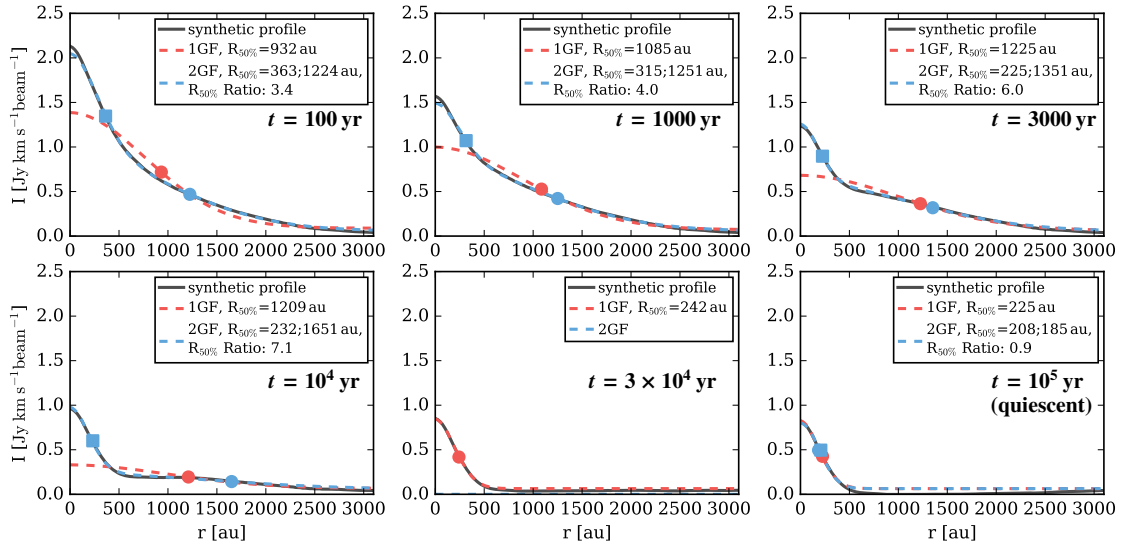 I [Jy km s⁻¹beam⁻¹]
2.5
2.0
1.5
1.0
0.5
0.0
0 500 1000 1500 2000 2500 3000
synthetic profile
1GF, R50%=932 au
2GF, R50%=363;1224 au,
R50% Ratio: 3.4
t = 100 yr
0 500 1000 1500 2000 2500 3000
synthetic profile
1GF, R50%=1085 au
2GF, R50%=315;1251 au,
R50% Ratio: 4.0
t = 1000 yr
0 500 1000 1500 2000 2500 3000
synthetic profile
1GF, R50%=1225 au
2GF, R50%=225;1351 au,
R50% Ratio: 6.0
t = 3000 yr
I [Jy km s⁻¹beam⁻¹]
2.5
2.0
1.5
1.0
0.5
0.0
0 500 1000 1500 2000 2500 3000
r [au]
synthetic profile
1GF, R50%=1209 au
2GF, R50%=232;1651 au,
R50% Ratio: 7.1
t = 10⁴ yr
0 500 1000 1500 2000 2500 3000
r [au]
synthetic profile
1GF, R50%=242 au
2GF
t = 3 × 10⁴ yr
0 500 1000 1500 2000 2500 3000
r [au]
synthetic profile
1GF, R50%=225 au
2GF, R50%=208;185 au,
R50% Ratio: 0.9
t = 10⁵ yr
(quiescent)